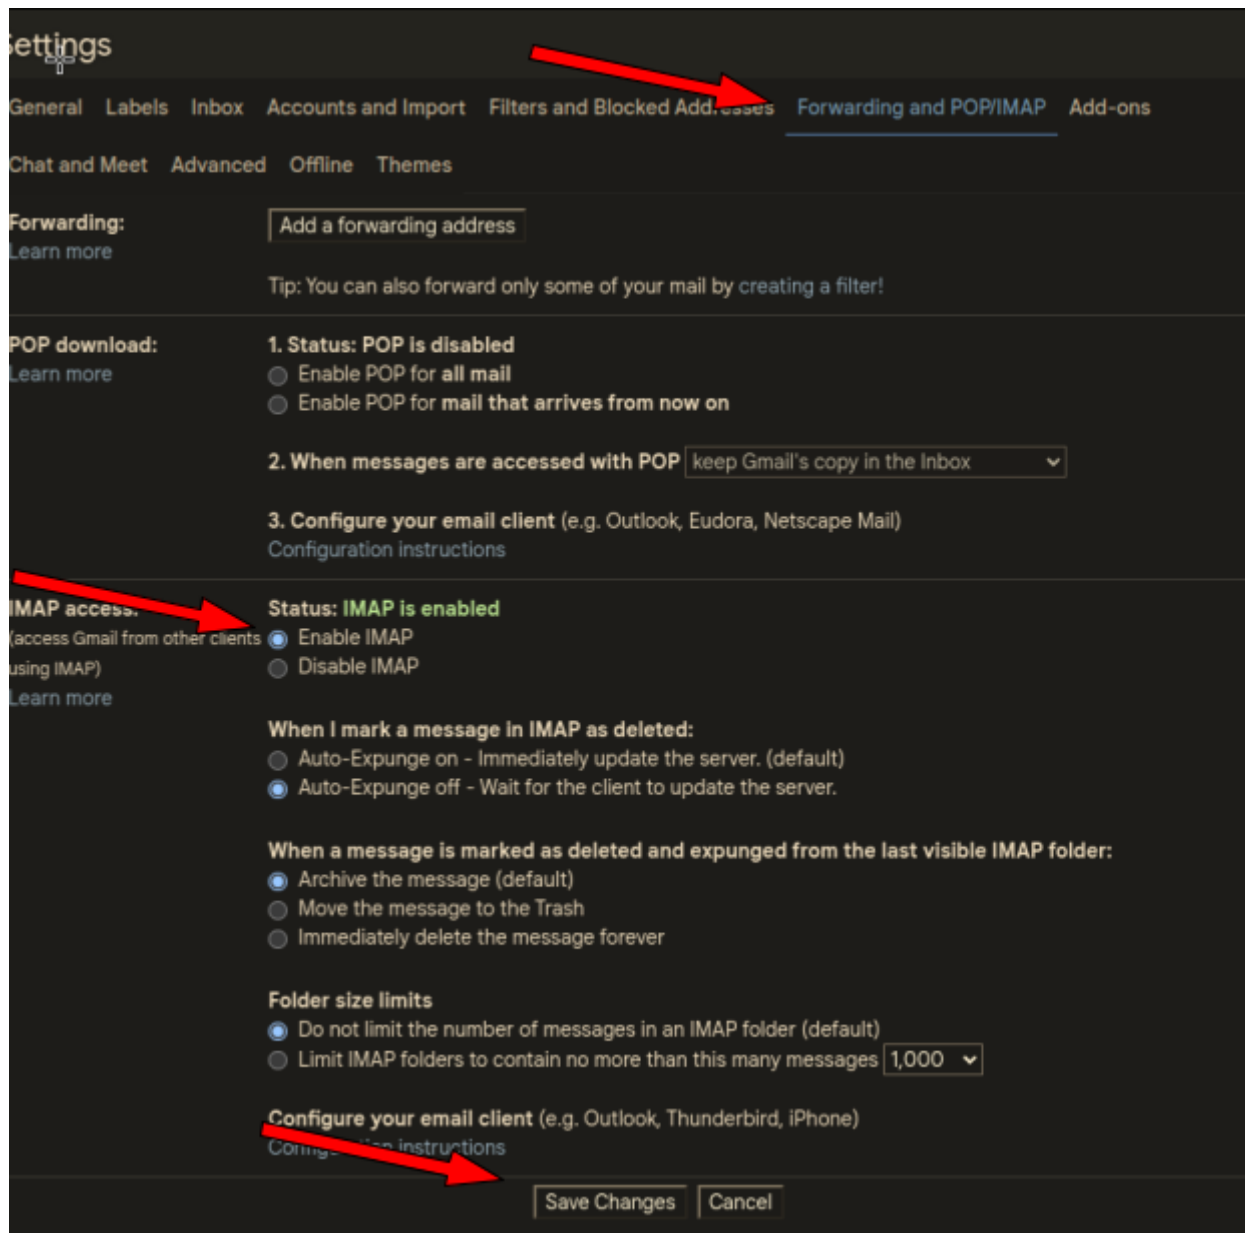 Settings
General Labels Inbox Accounts and Import Filters and Blocked Addresses Forwarding and POP/IMAP Add-ons
Chat and Meet Advanced Offline Themes
Forwarding:
Add a forwarding address
Learn more
Tip: You can also forward only some of your mail by creating a filter!
POP download:
1. Status: POP is disabled
Learn more
Enable POP for all mail
Enable POP for mail that arrives from now on
2. When messages are accessed with POP keep Gmail's copy in the Inbox
3. Configure your email client (e.g. Outlook, Eudora, Netscape Mail)
Configuration instructions
IMAP access:
Status: IMAP is enabled
(access Gmail from other clients
using IMAP)
Enable IMAP
Disable IMAP
Learn more
When I mark a message in IMAP as deleted:
Auto-Expunge on - Immediately update the server. (default)
Auto-Expunge off - Wait for the client to update the server.
When a message is marked as deleted and expunged from the last visible IMAP folder:
Archive the message (default)
Move the message to the Trash
Immediately delete the message forever
Folder size limits
Do not limit the number of messages in an IMAP folder (default)
Limit IMAP folders to contain no more than this many messages 1,000
Configure your email client (e.g. Outlook, Thunderbird, iPhone)
Configuration instructions
Save Changes Cancel